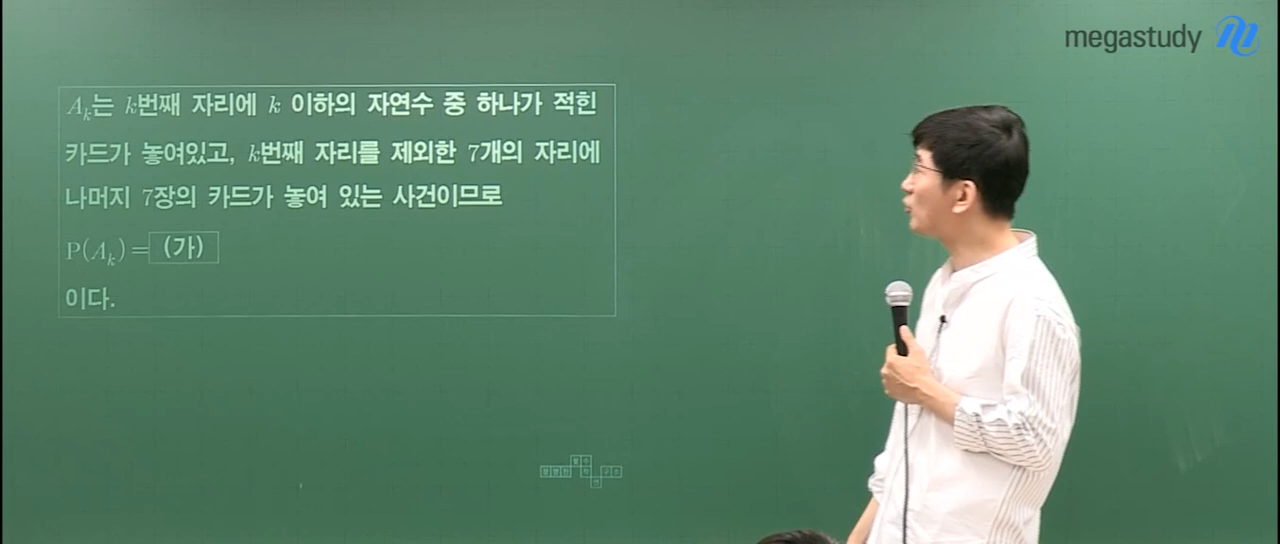 megastudy
A_k는 k번째 자리에 k 이하의 자연수 중 하나가 적힌
카드가 놓여있고, k번째 자리를 제외한 7개의 자리에
나머지 7장의 카드가 놓여 있는 사건이므로
P(A_k)= (가)
이다.